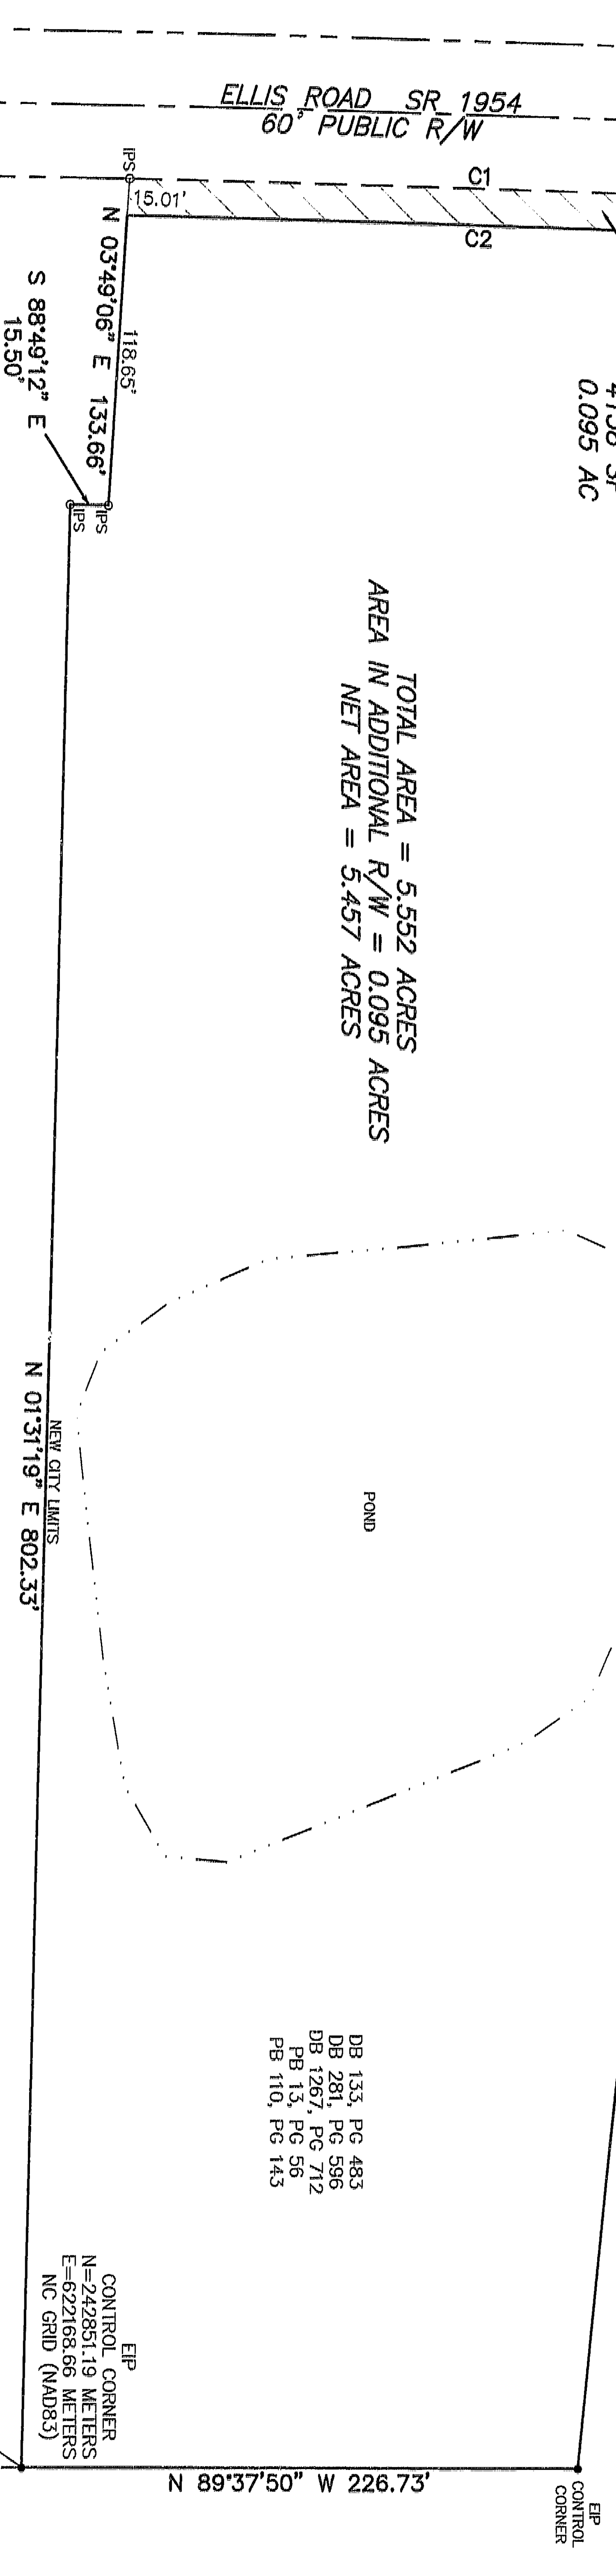 ELLIS ROAD SR 1954
60' PUBLIC R/W
C1
C2
IPS
15.01'
118.65'
N 03°49'06" E 133.66'
S 88°49'12" E
15.50'
IPS
IPS
0.095 AC
TOTAL AREA = 5.552 ACRES
AREA IN ADDITIONAL R/W = 0.095 ACRES
NET AREA = 5.457 ACRES
POND
NEW CITY LIMITS
N 01°31'19" E 802.33'
DB 133, PG 483
DB 281, PG 596
DB 1267, PG 712
PB 13, PG 56
PB 110, PG 143
EIP
CONTROL CORNER
N=242851.19 METERS
E=622168.66 METERS
NC GRID (NAD83)
N 89°37'50" W 226.73'
EIP
CONTROL
CORNER